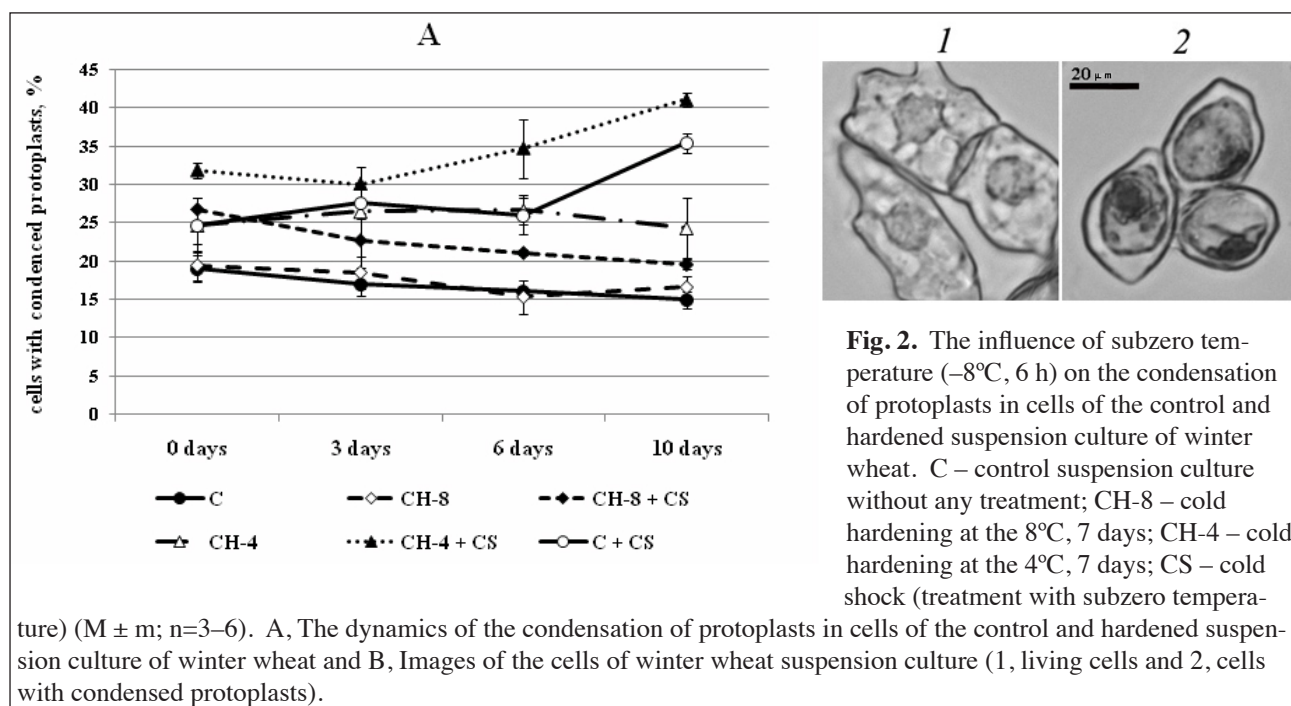 A
cells with condenced protoplasts, %
45
40
35
30
25
20
15
10
5
0
0 days 3 days 6 days 10 days
C CH-8 CH-8 + CS
CH-4 CH-4 + CS C + CS
1 2
20 μm
Fig. 2. The influence of subzero tem-
perature (–8ºC, 6 h) on the condensation
of protoplasts in cells of the control and
hardened suspension culture of winter
wheat. C – control suspension culture
without any treatment; CH-8 – cold
hardening at the 8ºC, 7 days; CH-4 – cold
hardening at the 4ºC, 7 days; CS – cold
shock (treatment with subzero tempera-
ture) (M ± m; n=3–6). A, The dynamics of the condensation of protoplasts in cells of the control and hardened suspen-
sion culture of winter wheat and B, Images of the cells of winter wheat suspension culture (1, living cells and 2, cells
with condensed protoplasts).